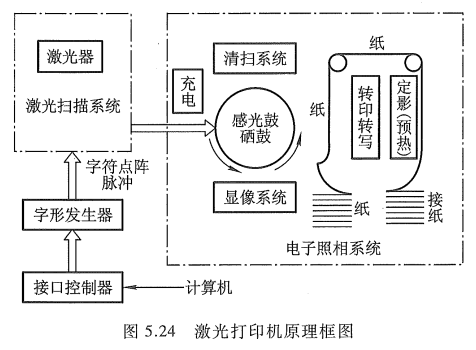 激光器
激光扫描系统
字符点阵
脉冲
字形发生器
接口控制器
计算机
充电
清扫系统
感光鼓
硒鼓
显像系统
纸
纸
转印转写
定影(预热)
纸
接纸
电子照相系统
图 5.24 激光打印机原理框图